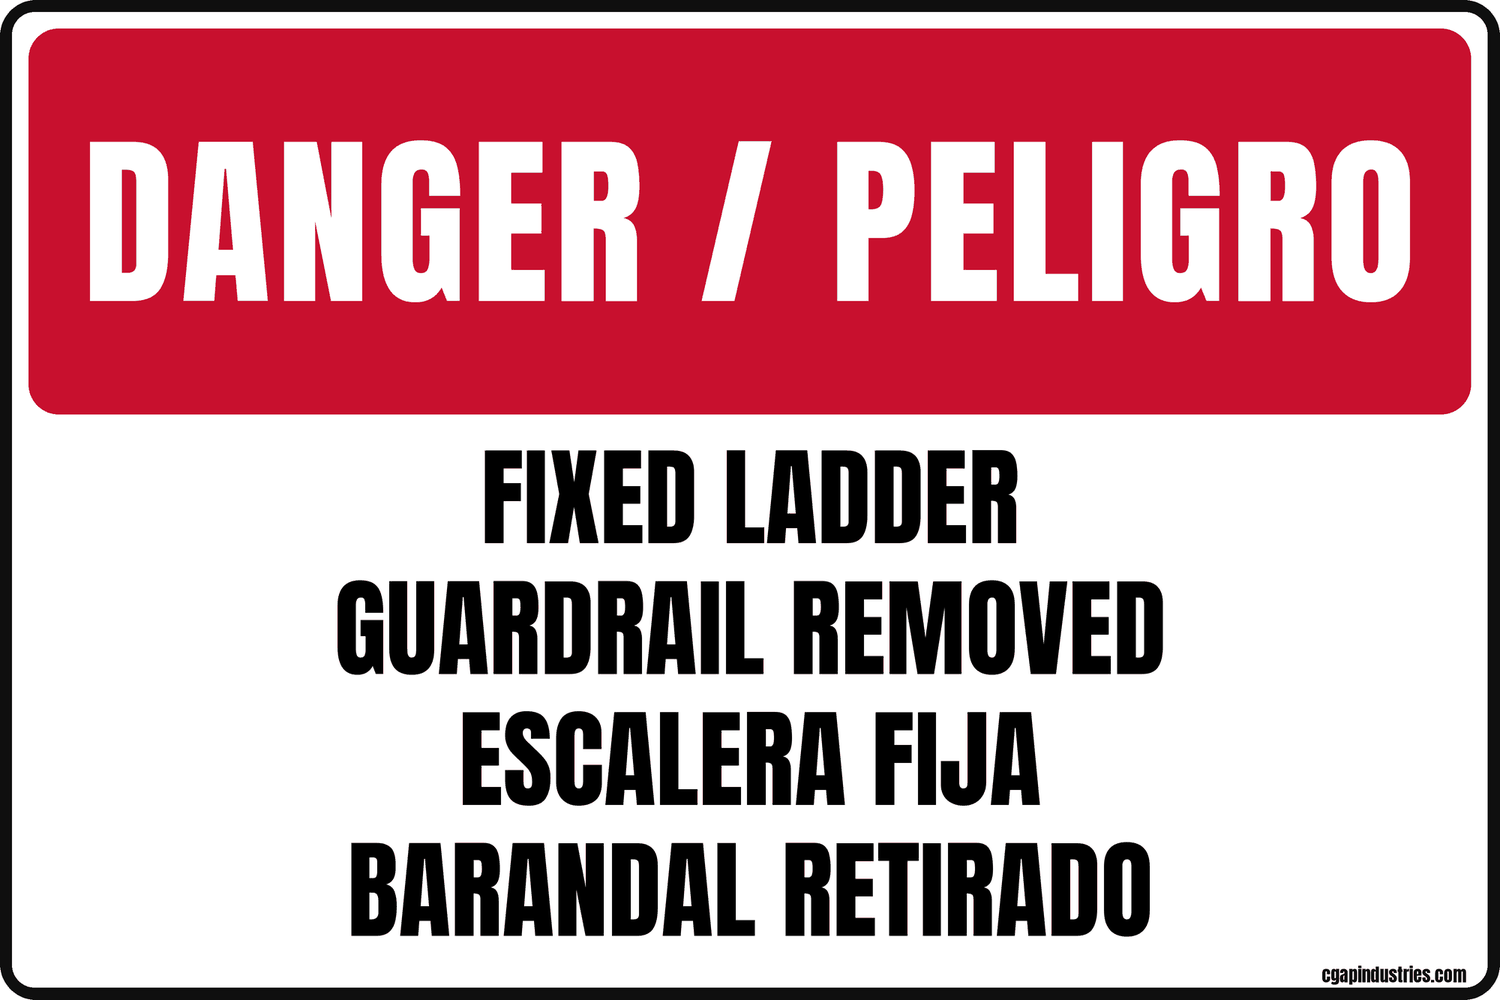 DANGER / PELIGRO
FIXED LADDER
GUARDRAIL REMOVED
ESCALERA FIJA
BARANDAL RETIRADO
cgapindustries.com